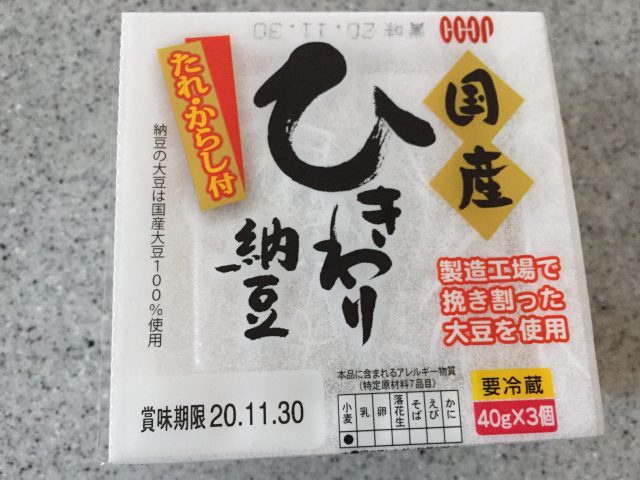 賞味 20.11.30
COOP
国産
たれ・からし付
ひきわり
納豆
納豆の大豆は国産大豆100%使用
製造工場で
挽き割った
大豆を使用
本品に含まれるアレルギー物質
(特定原材料7品目)
小麦 乳 卵 落花生 そば えび かに
●
要冷蔵
40g×3個
賞味期限 20.11.30